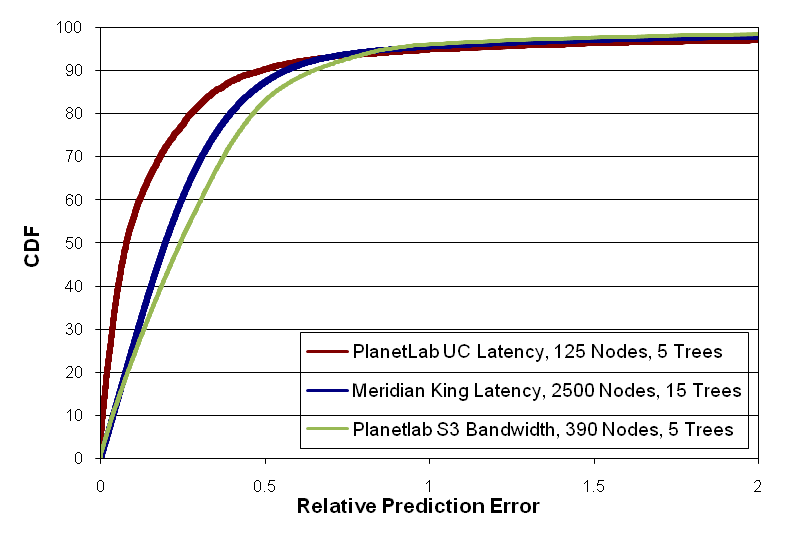 100
90
80
70
60
50
40
30
20
10
0
CDF
PlanetLab UC Latency, 125 Nodes, 5 Trees
Meridian King Latency, 2500 Nodes, 15 Trees
Planetlab S3 Bandwidth, 390 Nodes, 5 Trees
0 0.5 1 1.5 2
Relative Prediction Error